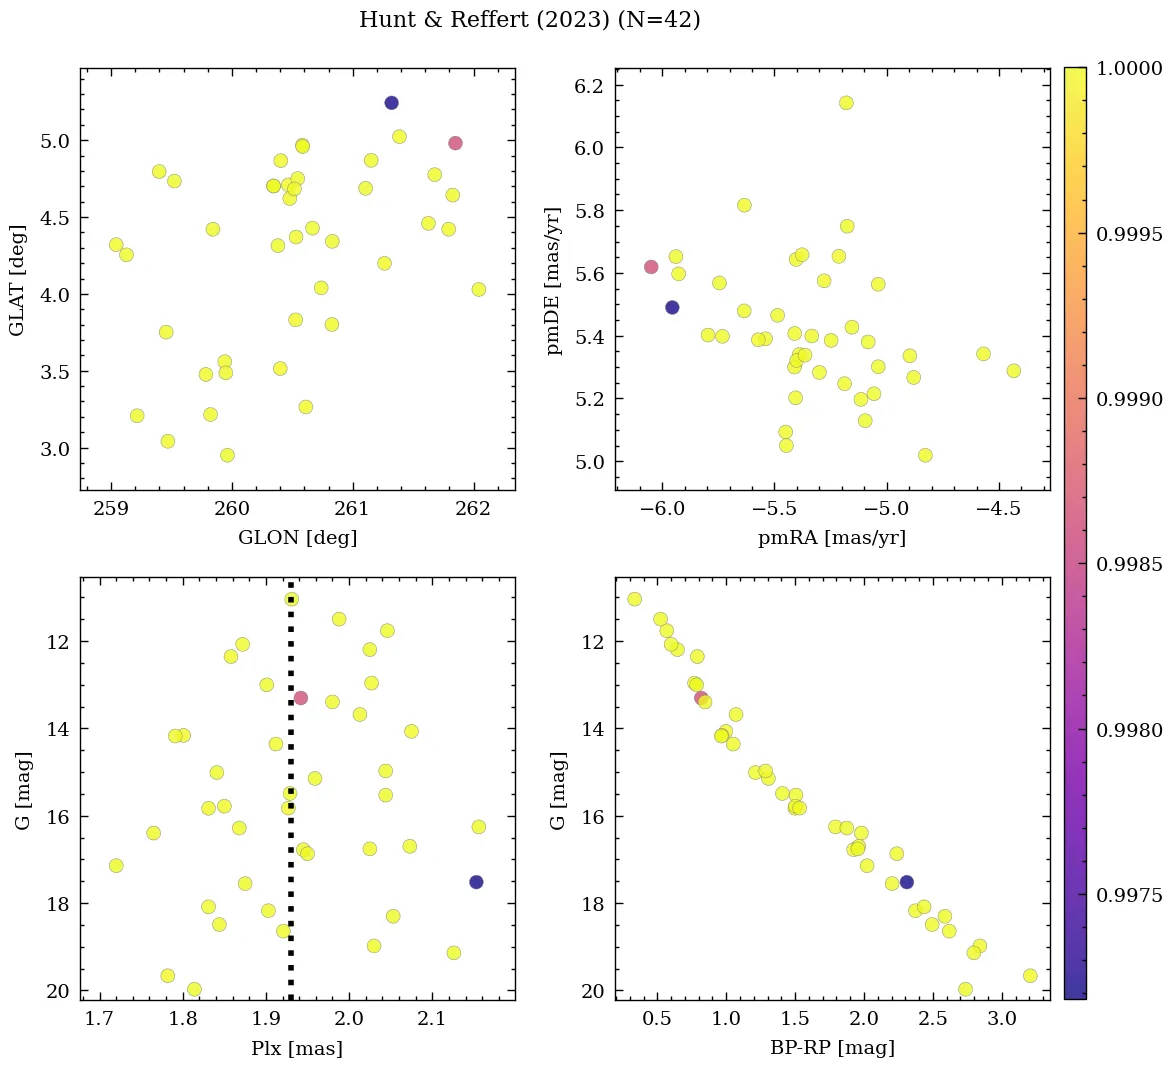 Hunt & Reffert (2023) (N=42)
GLAT [deg]
5.0
4.5
4.0
3.5
3.0
259 260 261 262
GLON [deg]
pmDE [mas/yr]
6.2
6.0
5.8
5.6
5.4
5.2
5.0
−6.0 −5.5 −5.0 −4.5
pmRA [mas/yr]
G [mag]
12
14
16
18
20
1.7 1.8 1.9 2.0 2.1
Plx [mas]
G [mag]
12
14
16
18
20
0.5 1.0 1.5 2.0 2.5 3.0
BP-RP [mag]
1.0000
0.9995
0.9990
0.9985
0.9980
0.9975